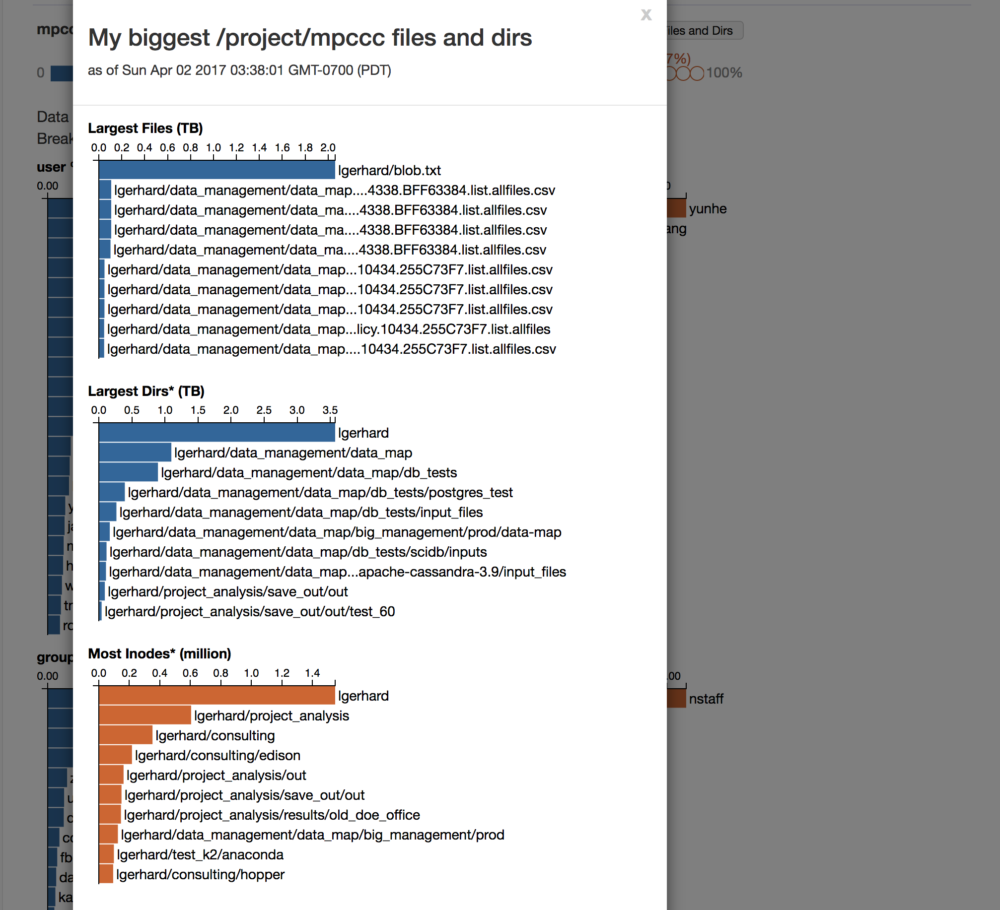 x
My biggest /project/mpccc files and dirs
as of Sun Apr 02 2017 03:38:01 GMT-0700 (PDT)
iles and Dirs
7%)
0
100%
Data
user
0.00
yunhe
ang
Largest Files (TB)
0.0 0.2 0.4 0.6 0.8 1.0 1.2 1.4 1.6 1.8 2.0
lgerhard/blob.txt
lgerhard/data_management/data_map....4338.BFF63384.list.allfiles.csv
lgerhard/data_management/data_ma....4338.BFF63384.list.allfiles.csv
lgerhard/data_management/data_ma....4338.BFF63384.list.allfiles.csv
lgerhard/data_management/data_ma....4338.BFF63384.list.allfiles.csv
lgerhard/data_management/data_map...10434.255C73F7.list.allfiles.csv
lgerhard/data_management/data_map...10434.255C73F7.list.allfiles.csv
lgerhard/data_management/data_map...10434.255C73F7.list.allfiles.csv
lgerhard/data_management/data_map...licy.10434.255C73F7.list.allfiles
lgerhard/data_management/data_map....10434.255C73F7.list.allfiles.csv
Largest Dirs* (TB)
0.0 0.5 1.0 1.5 2.0 2.5 3.0 3.5
lgerhard
lgerhard/data_management/data_map
lgerhard/data_management/data_map/db_tests
lgerhard/data_management/data_map/db_tests/postgres_test
lgerhard/data_management/data_map/db_tests/input_files
lgerhard/data_management/data_map/big_management/prod/data-map
lgerhard/data_management/data_map/db_tests/scidb/inputs
lgerhard/data_management/data_map...apache-cassandra-3.9/input_files
lgerhard/project_analysis/save_out/out
lgerhard/project_analysis/save_out/out/test_60
Most Inodes* (million)
0.0 0.2 0.4 0.6 0.8 1.0 1.2 1.4
lgerhard
lgerhard/project_analysis
lgerhard/consulting
lgerhard/consulting/edison
lgerhard/project_analysis/out
lgerhard/project_analysis/save_out/out
lgerhard/project_analysis/results/old_doe_office
lgerhard/data_management/data_map/big_management/prod
lgerhard/test_k2/anaconda
lgerhard/consulting/hopper
group
0.00
.00
nstaff